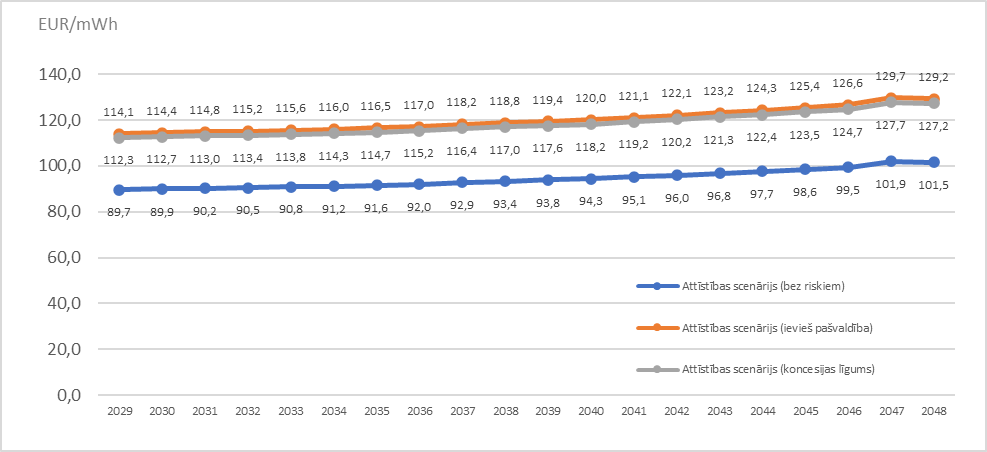 EUR/mWh
140,0
114,1 114,4 114,8 115,2 115,6 116,0 116,5 117,0 118,2 118,8 119,4 120,0 121,1 122,1 123,2 124,3 125,4 126,6 129,7 129,2
120,0
112,3 112,7 113,0 113,4 113,8 114,3 114,7 115,2 116,4 117,0 117,6 118,2 119,2 120,2 121,3 122,4 123,5 124,7 127,7 127,2
100,0
89,7 89,9 90,2 90,5 90,8 91,2 91,6 92,0 92,9 93,4 93,8 94,3 95,1 96,0 96,8 97,7 98,6 99,5 101,9 101,5
80,0
60,0
Attīstības scenārijs (bez riskiem)
40,0
Attīstības scenārijs (ievieš pašvaldība)
20,0
Attīstības scenārijs (koncesijas līgums)
0,0
2029 2030 2031 2032 2033 2034 2035 2036 2037 2038 2039 2040 2041 2042 2043 2044 2045 2046 2047 2048